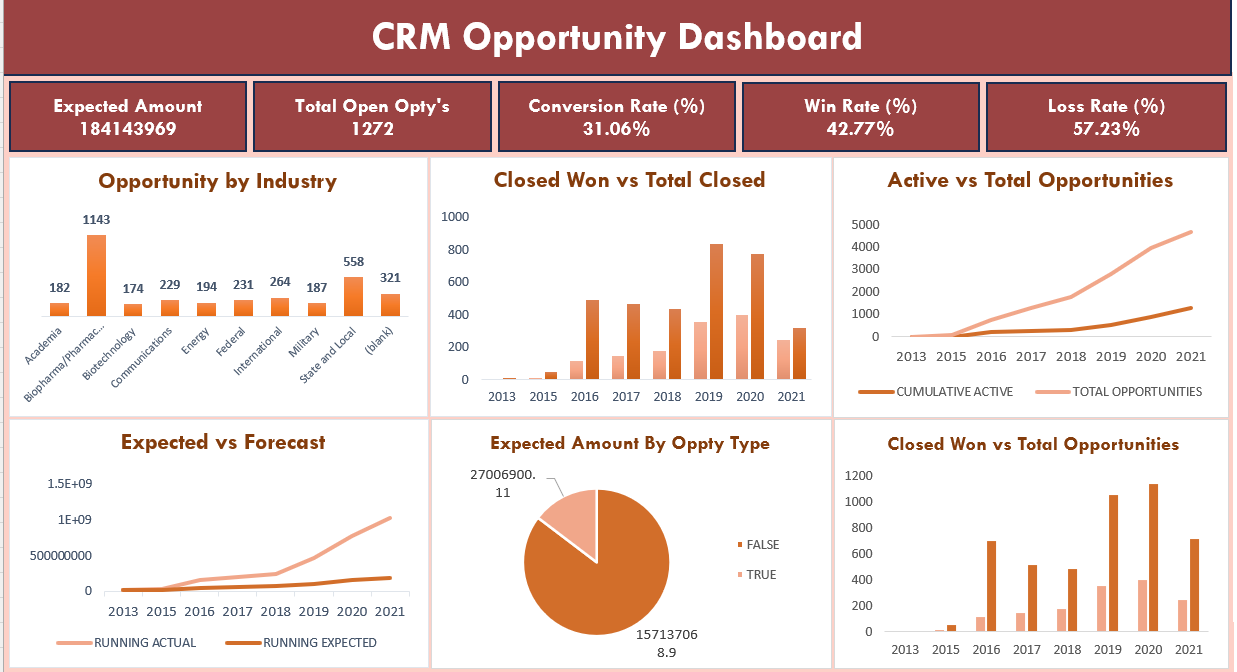 CRM Opportunity Dashboard
Expected Amount
184143969
Total Open Opty's
1272
Conversion Rate (%)
31.06%
Win Rate (%)
42.77%
Loss Rate (%)
57.23%
Opportunity by Industry
182
1143
174
229
194
231
264
187
558
321
Academia
Biopharma/Pharmac...
Biotechnology
Communications
Energy
Federal
International
Military
State and Local
(blank)
Closed Won vs Total Closed
1000
800
600
400
200
0
2013 2015 2016 2017 2018 2019 2020 2021
Active vs Total Opportunities
5000
4000
3000
2000
1000
0
2013 2015 2016 2017 2018 2019 2020 2021
CUMULATIVE ACTIVE TOTAL OPPORTUNITIES
Expected vs Forecast
1.5E+09
1E+09
500000000
0
2013 2015 2016 2017 2018 2019 2020 2021
RUNNING ACTUAL RUNNING EXPECTED
Expected Amount By Oppty Type
27006900.
11
FALSE
TRUE
15713706
8.9
Closed Won vs Total Opportunities
1200
1000
800
600
400
200
0
2013 2015 2016 2017 2018 2019 2020 2021